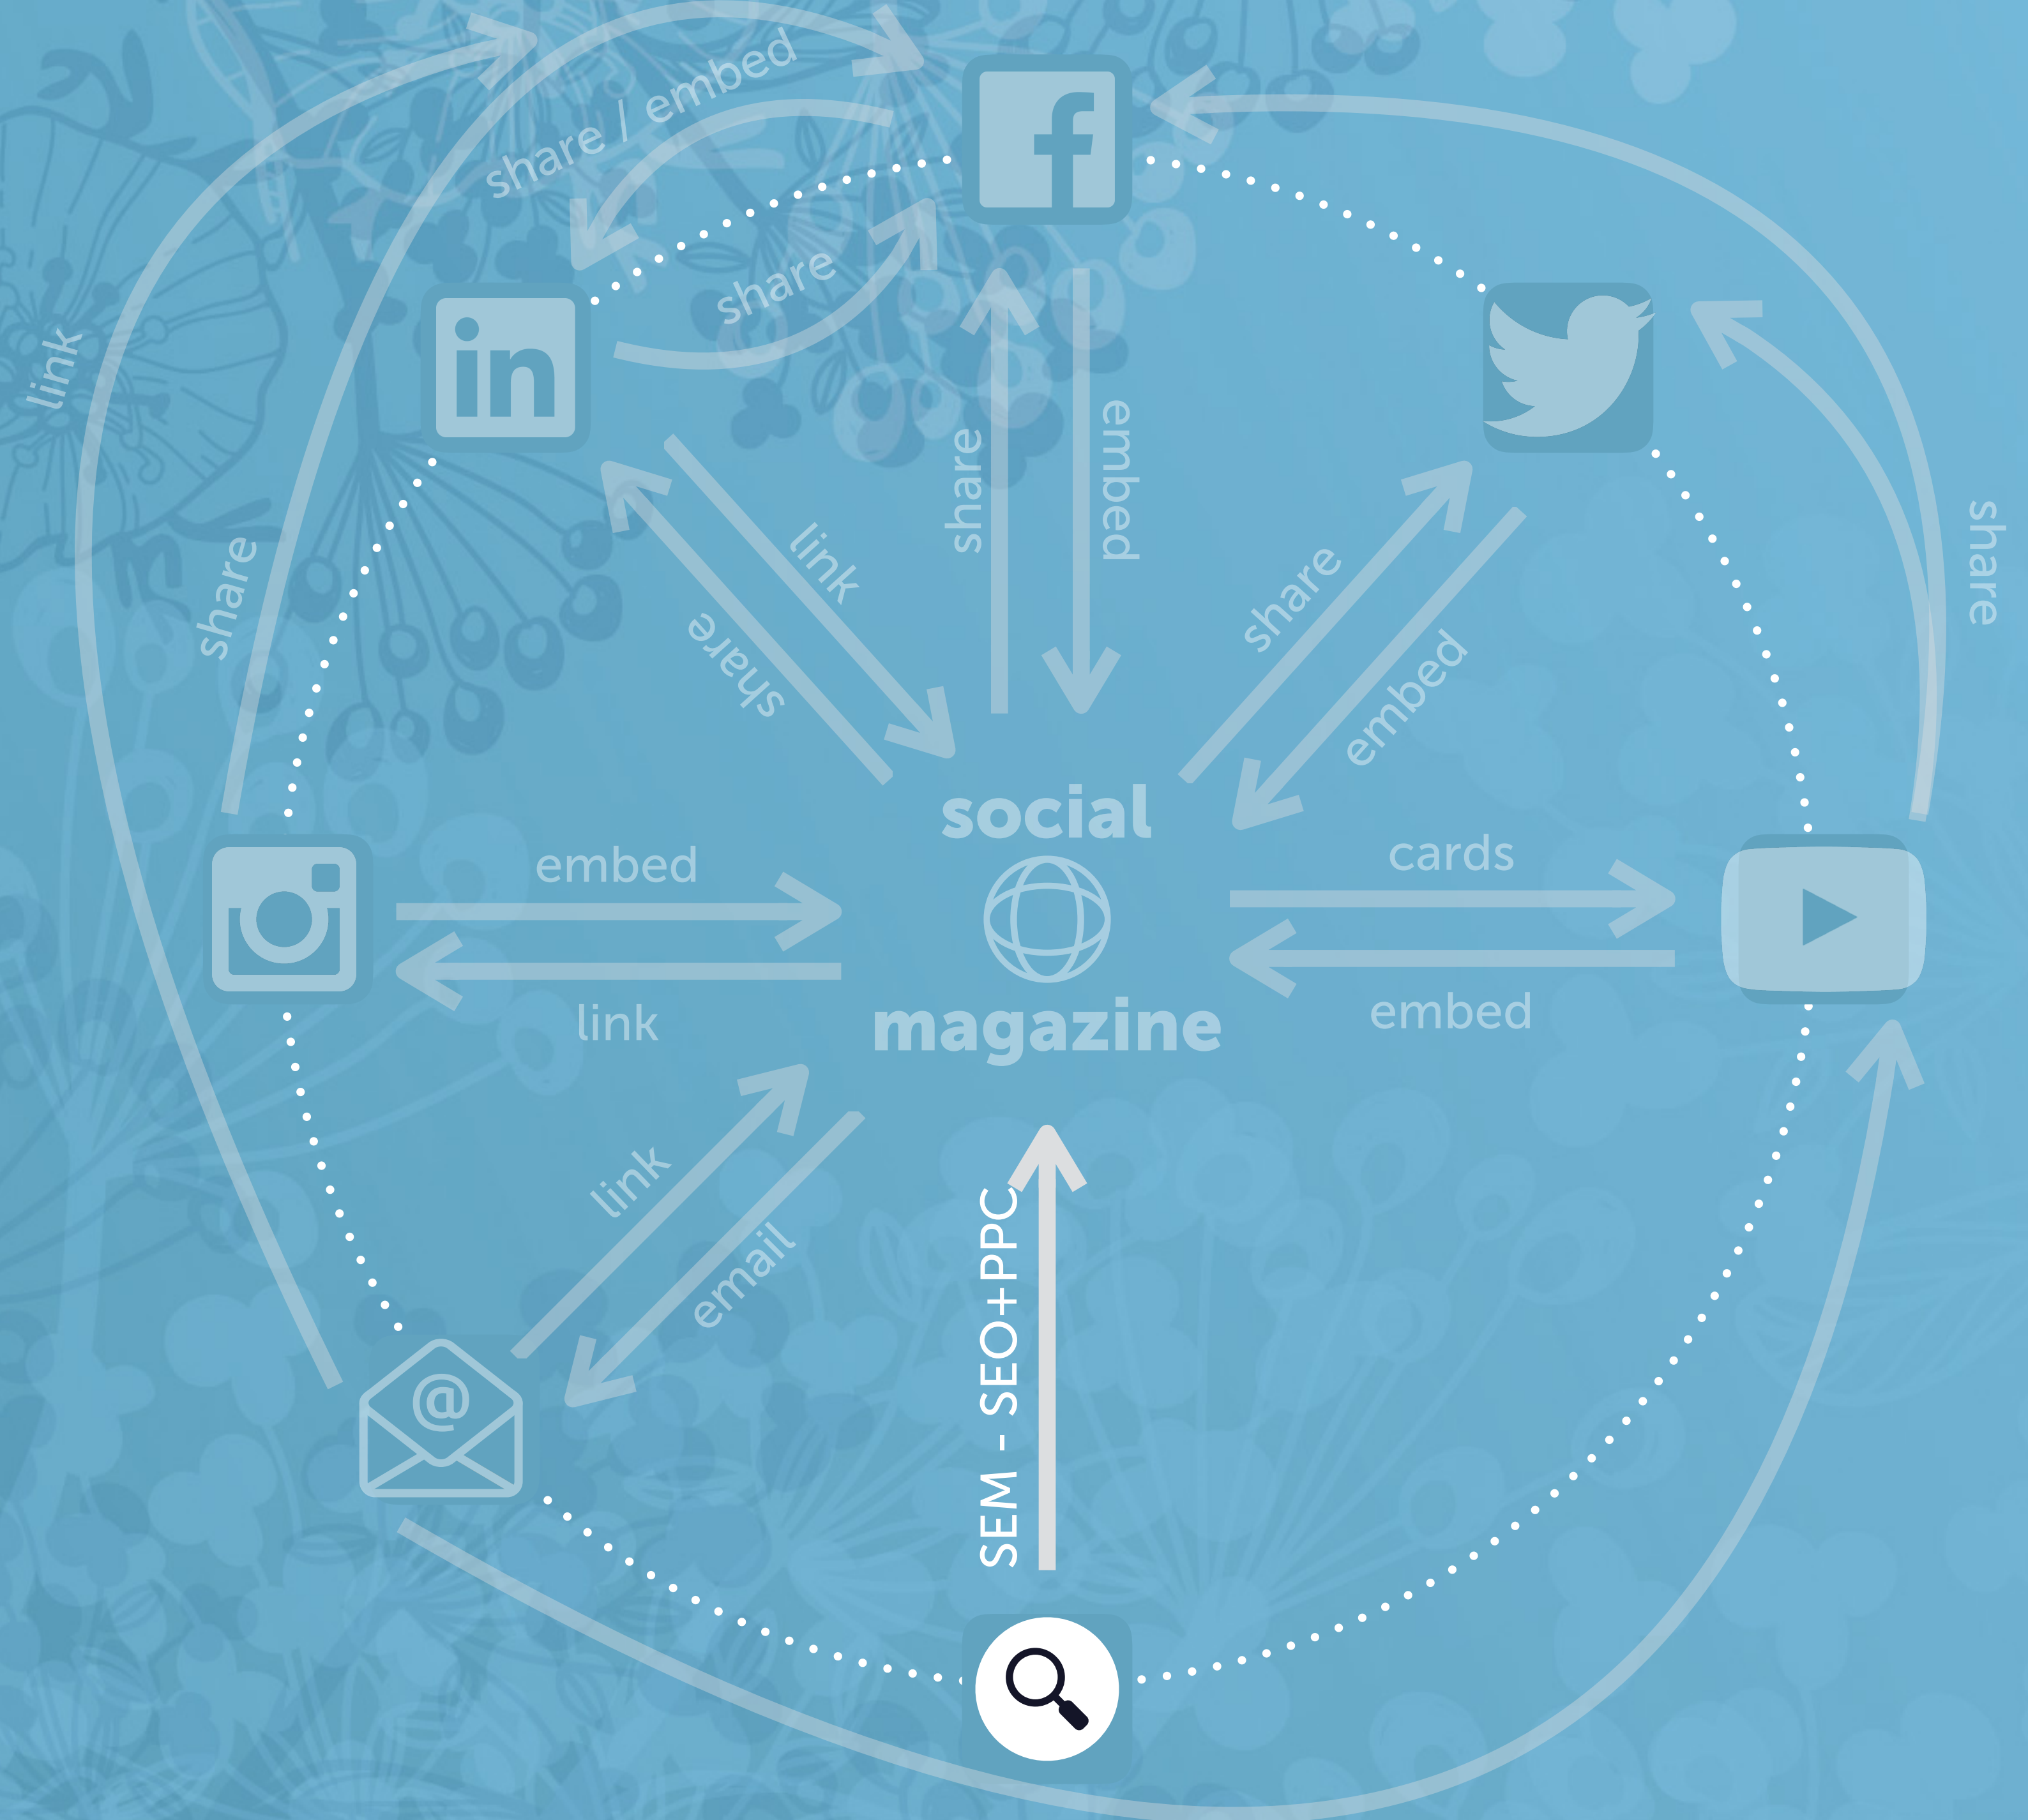 share / embed
share
link
share
link
share
share
embed
share
embed
share
social
magazine
embed
link
cards
embed
link
email
SEM - SEO+PPC
in
f
@